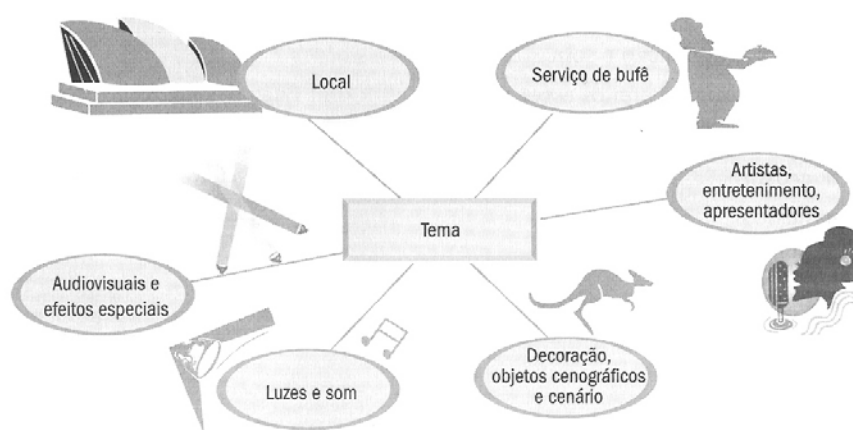 Local
Serviço de bufê
Artistas,
entretenimento,
apresentadores
Tema
Audiovisuais e
efeitos especiais
Luzes e som
Decoração,
objetos cenográficos
e cenário